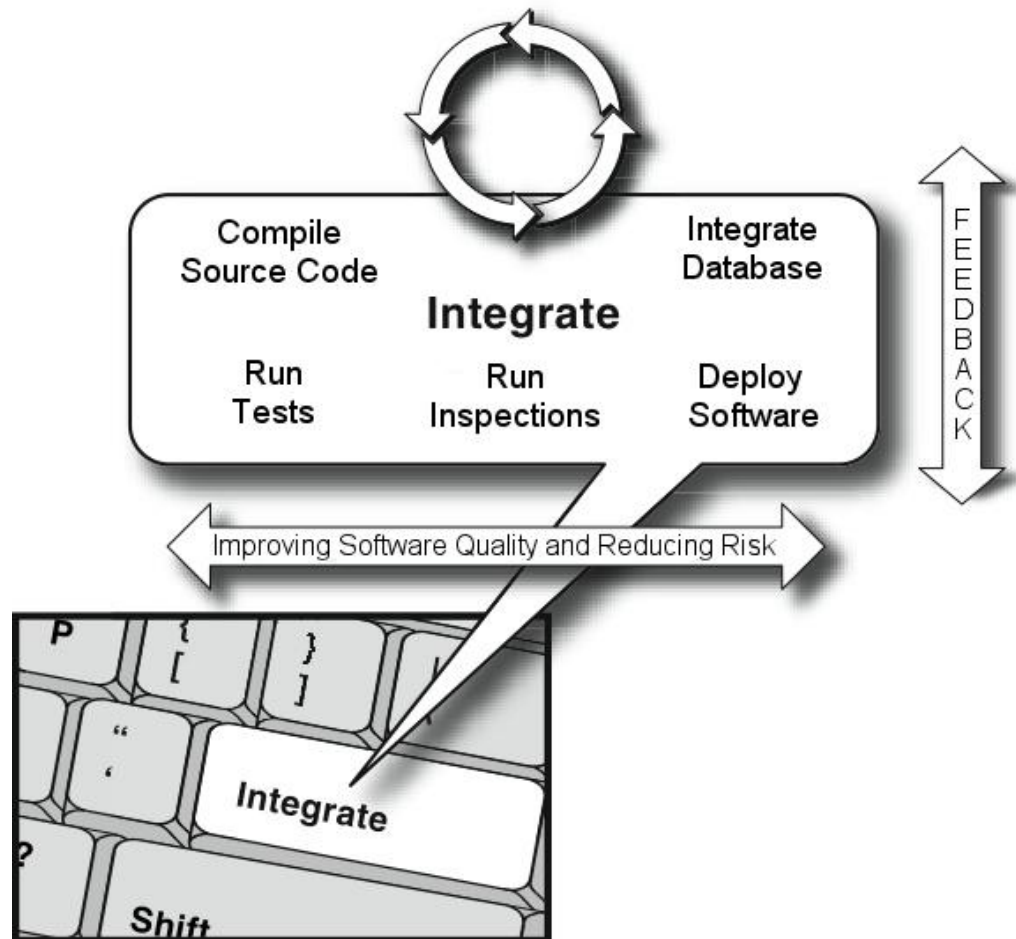 Compile
Source Code
Integrate
Database
Integrate
Run
Tests
Run
Inspections
Deploy
Software
FEEDBACK
Improving Software Quality and Reducing Risk
P
{
[
}
]
|
\
“
‘
Integrate
?
Shift